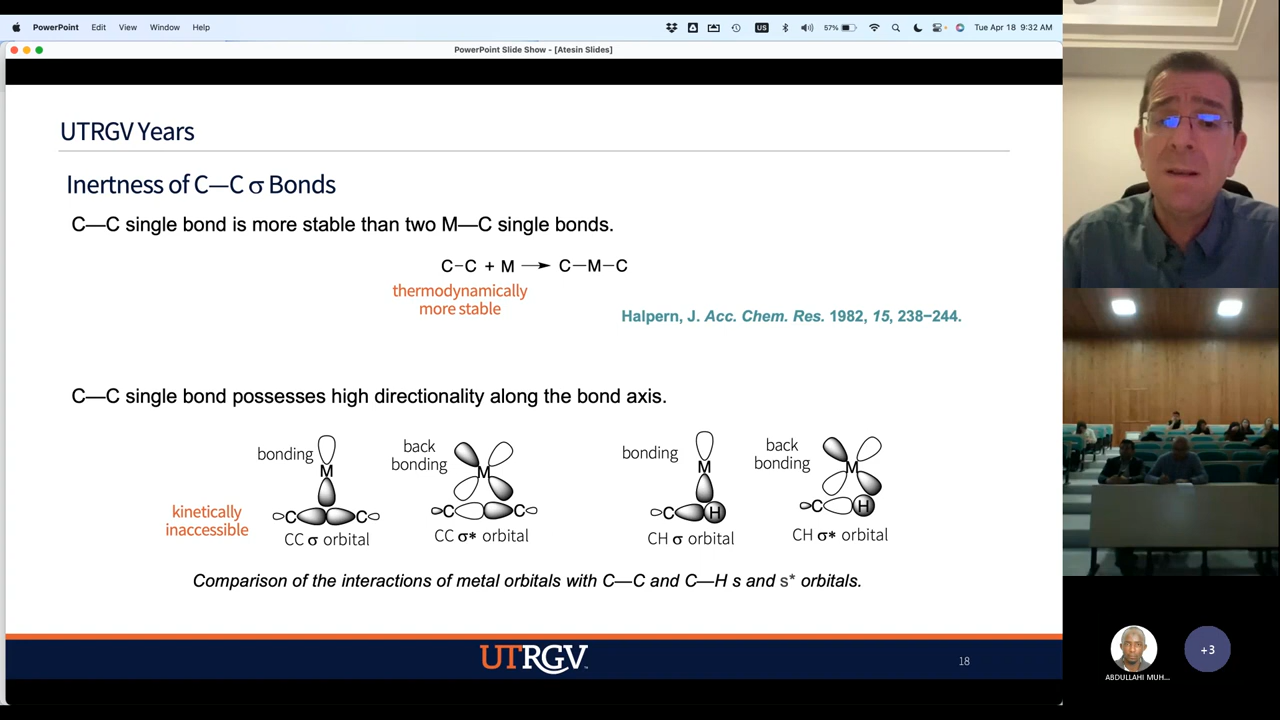 PowerPoint Edit View Window Help
US 57% Tue Apr 18 9:32 AM
PowerPoint Slide Show - [Atesin Slides]
UTRGV Years
Inertness of C—C σ Bonds
C—C single bond is more stable than two M—C single bonds.
C–C + M → C–M–C
thermodynamically
more stable
Halpern, J. Acc. Chem. Res. 1982, 15, 238–244.
C—C single bond possesses high directionality along the bond axis.
bonding
M
C C
CC σ orbital
back
bonding
M
C C
CC σ* orbital
bonding
M
C H
CH σ orbital
back
bonding
M
C H
CH σ* orbital
kinetically
inaccessible
Comparison of the interactions of metal orbitals with C—C and C—H s and s* orbitals.
UTRGV
18
+3
ABDULLAHI MUH...